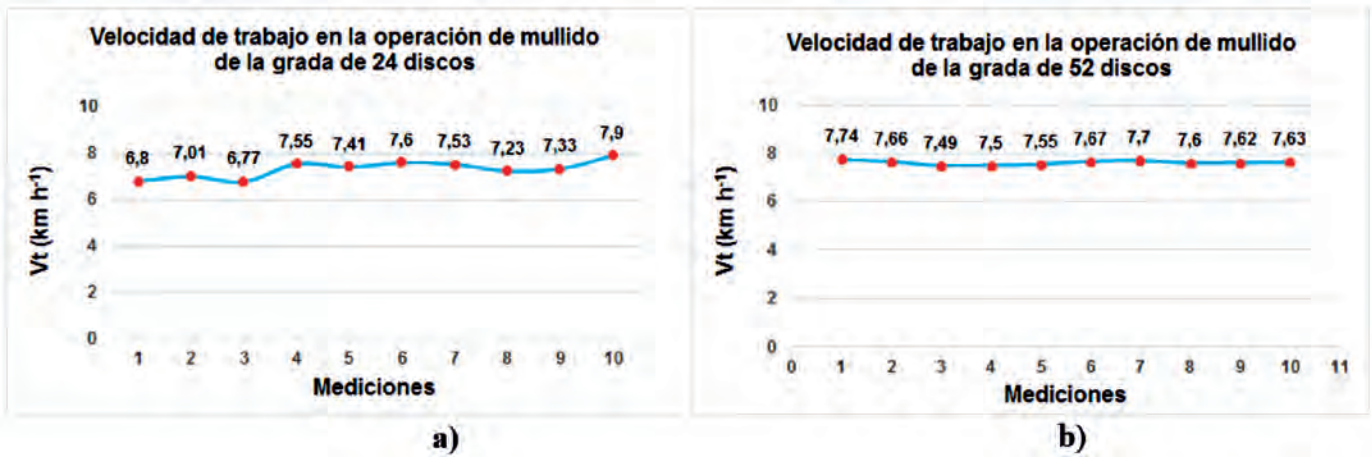 Velocidad de trabajo en la operación de mullido
de la grada de 24 discos
Vt (km h⁻¹)
10
8
6
4
2
0
6,8 7,01 6,77 7,55 7,41 7,6 7,53 7,23 7,33 7,9
1 2 3 4 5 6 7 8 9 10
Mediciones
a)
Velocidad de trabajo en la operación de mullido
de la grada de 52 discos
Vt (km h⁻¹)
10
8
6
4
2
0
7,74 7,66 7,49 7,5 7,55 7,67 7,7 7,6 7,62 7,63
0 1 2 3 4 5 6 7 8 9 10 11
Mediciones
b)